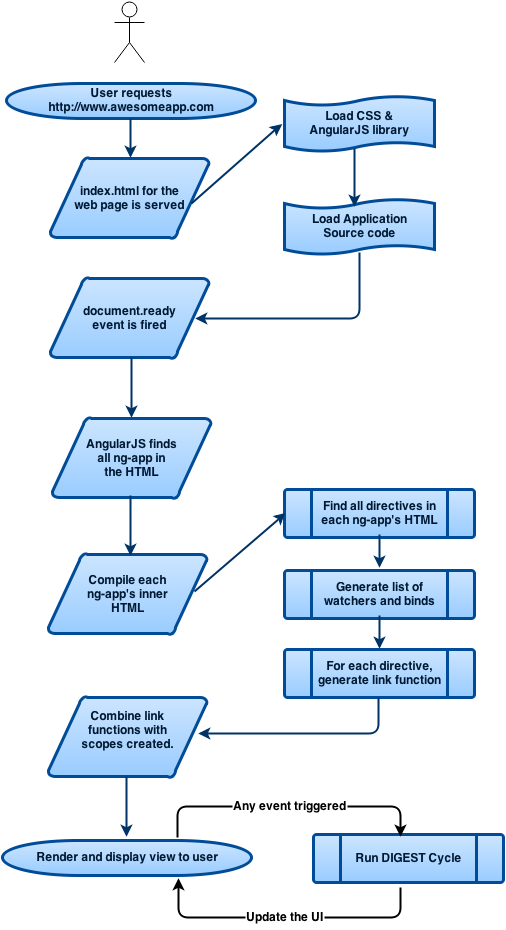 User requests
http://www.awesomeapp.com
index.html for the
web page is served
Load CSS &
AngularJS library
Load Application
Source code
document.ready
event is fired
AngularJS finds
all ng-app in
the HTML
Compile each
ng-app's inner
HTML
Find all directives in
each ng-app's HTML
Generate list of
watchers and binds
For each directive,
generate link function
Combine link
functions with
scopes created.
Any event triggered
Render and display view to user
Run DIGEST Cycle
Update the UI